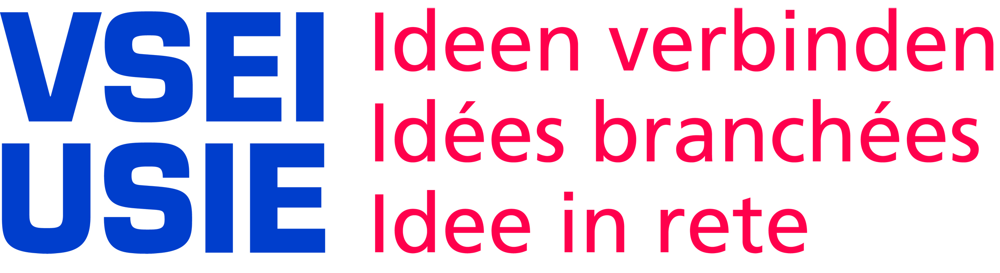 VSEI
USIE
Ideen verbinden
Idées branchées
Idee in rete